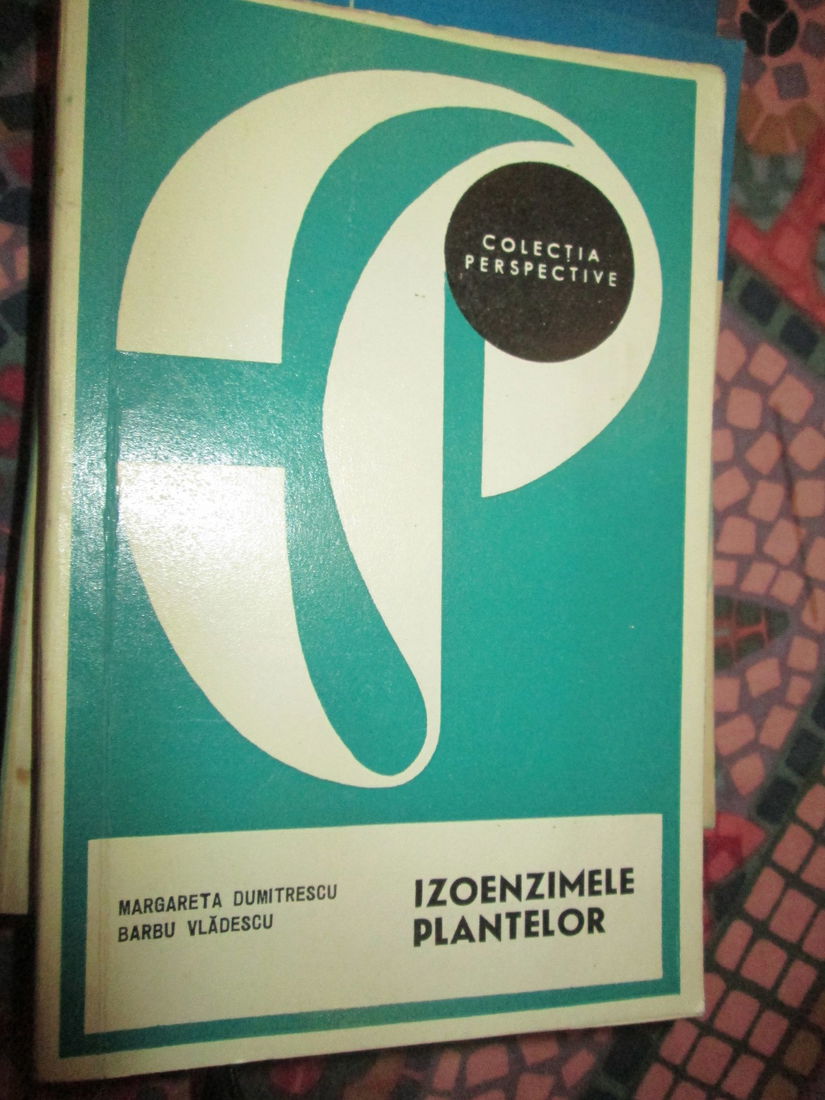 COLECȚIA
PERSPECTIVE
MARGARETA DUMITRESCU
BARBU VLĂDESCU
IZOENZIMELE
PLANTELOR